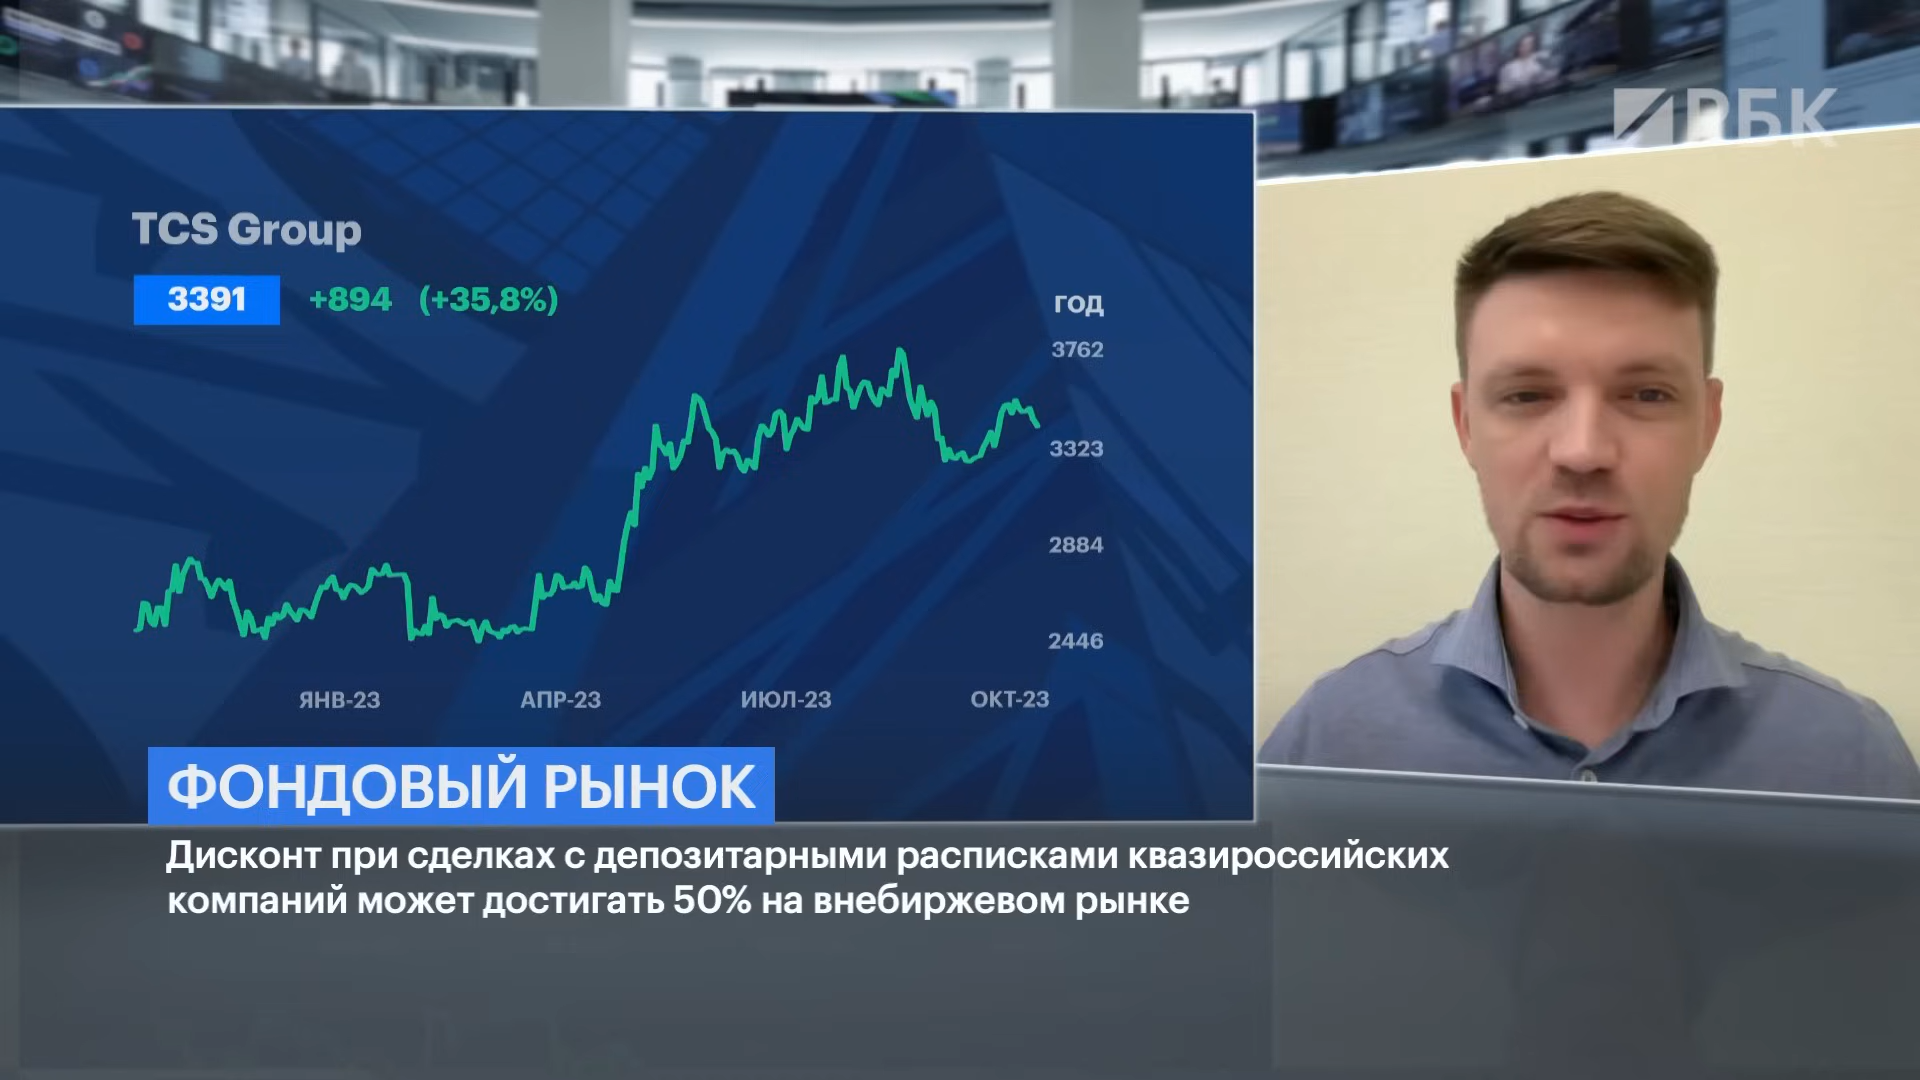 РБК
TCS Group
3391 +894 (+35,8%)
ГОД
3762
3323
2884
2446
ЯНВ-23 АПР-23 ИЮЛ-23 ОКТ-23
ФОНДОВЫЙ РЫНОК
Дисконт при сделках с депозитарными расписками квазироссийских
компаний может достигать 50% на внебиржевом рынке